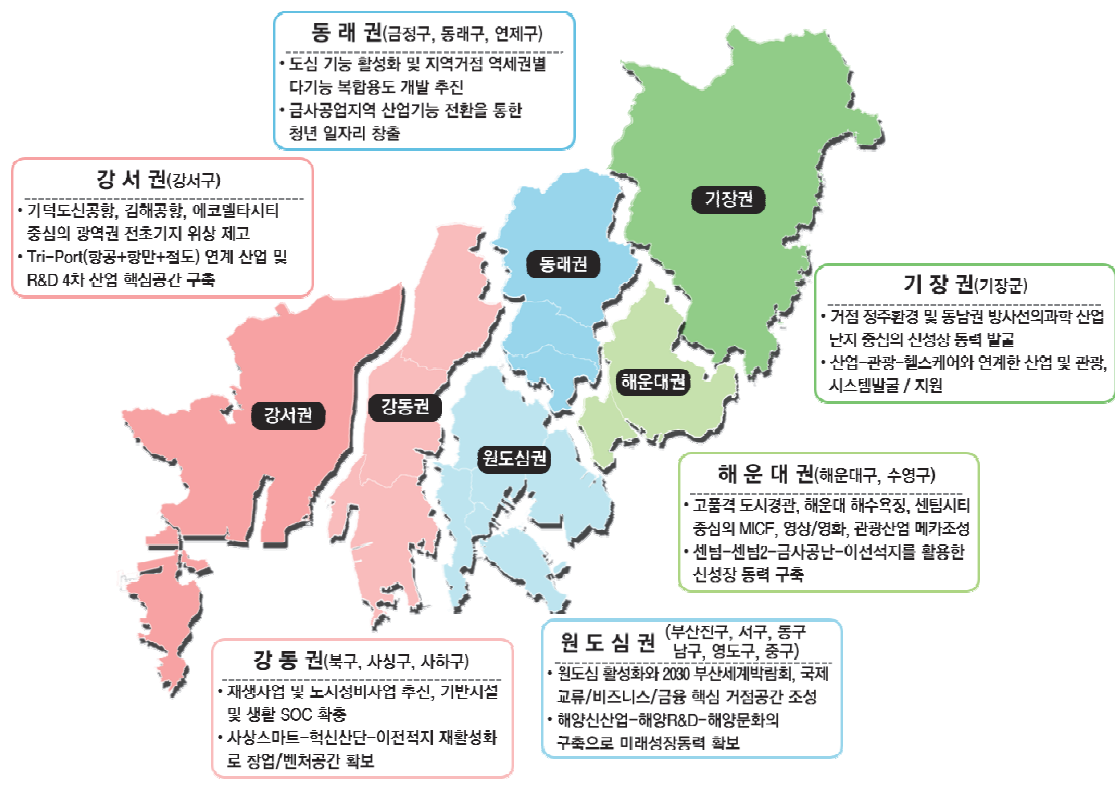 동 래 권(금정구, 동래구, 연제구)
• 도심 기능 활성화 및 지역거점 역세권별
다기능 복합용도 개발 추진
• 금사공업지역 산업기능 전환을 통한
청년 일자리 창출
강 서 권(강서구)
• 가덕도신공항, 김해공항, 에코델타시티
중심의 광역권 전초기지 위상 제고
• Tri-Port(항공+항만+철도) 연계 산업 및
R&D 4차 산업 핵심공간 구축
기장권
동래권
해운대권
강동권
강서권
원도심권
기 장 권(기장군)
• 거점 정주환경 및 동남권 방사선의과학 산업
단지 중심의 신성장 동력 발굴
• 산업-관광-헬스케어와 연계한 산업 및 관광,
시스템발굴 / 지원
해 운 대 권(해운대구, 수영구)
• 고품격 도시경관, 해운대 해수욕장, 센텀시티
중심의 MICE, 영상/영화, 관광산업 메카조성
• 센텀-센텀2-금사공단-이전적지를 활용한
신성장 동력 구축
원 도 심 권 (부산진구, 서구, 동구
남구, 영도구, 중구)
• 원도심 활성화와 2030 부산세계박람회, 국제
교류/비즈니스/금융 핵심 거점공간 조성
• 해양신산업-해양R&D-해양문화의
구축으로 미래성장동력 확보
강 동 권(북구, 사상구, 사하구)
• 재생사업 및 도시정비사업 추진, 기반시설
및 생활 SOC 확충
• 사상스마트-혁신산단-이전적지 재활성화
로 창업/벤처공간 확보